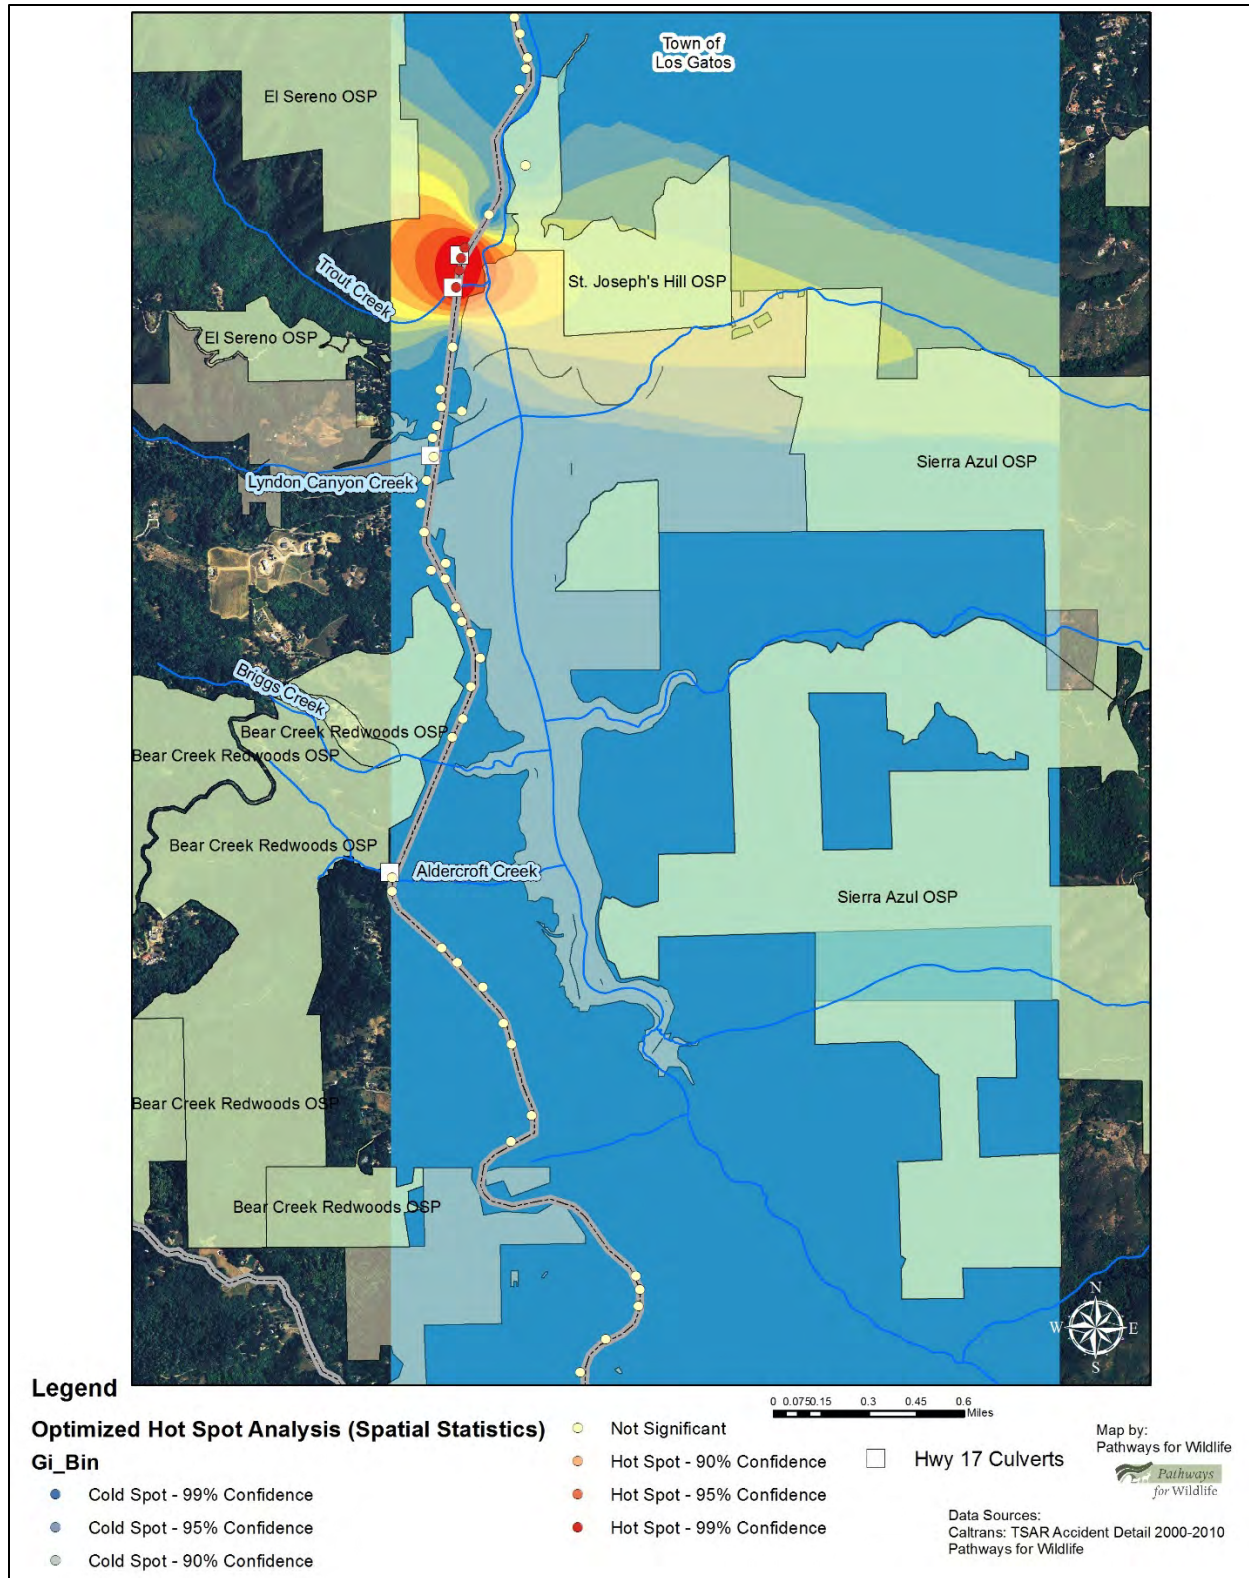 Town of
Los Gatos
El Sereno OSP
Trout Creek
St. Joseph's Hill OSP
El Sereno OSP
Sierra Azul OSP
Lyndon Canyon Creek
Briggs Creek
Bear Creek Redwoods OSP
Bear Creek Redwoods OSP
Bear Creek Redwoods OSP
Aldercroft Creek
Sierra Azul OSP
Bear Creek Redwoods OSP
Bear Creek Redwoods OSP
N
W E
S
Legend
Optimized Hot Spot Analysis (Spatial Statistics)
Gi_Bin
Cold Spot - 99% Confidence
Cold Spot - 95% Confidence
Cold Spot - 90% Confidence
Not Significant
Hot Spot - 90% Confidence
Hot Spot - 95% Confidence
Hot Spot - 99% Confidence
0 0.075 0.15 0.3 0.45 0.6
Miles
Hwy 17 Culverts
Map by:
Pathways for Wildlife
Pathways
for Wildlife
Data Sources:
Caltrans: TSAR Accident Detail 2000-2010
Pathways for Wildlife